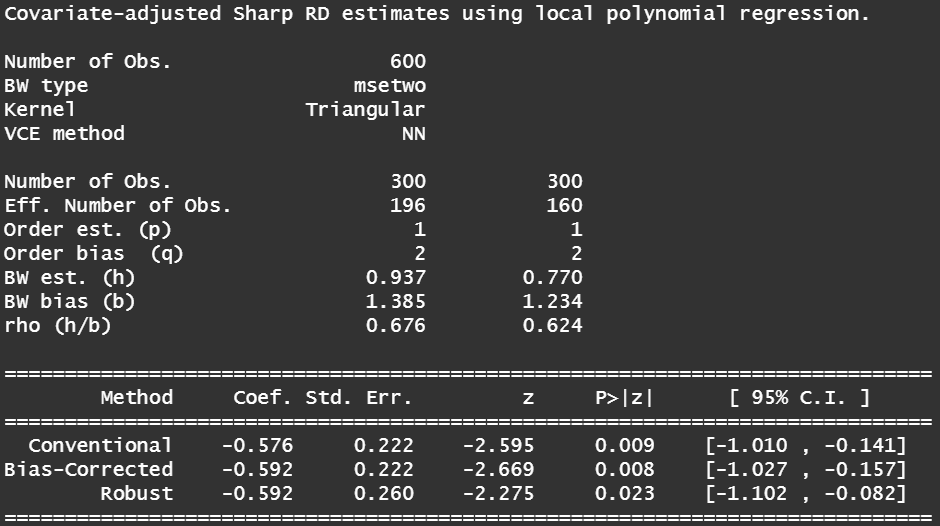 Covariate-adjusted Sharp RD estimates using local polynomial regression.

Number of Obs.                  600
BW type                      msetwo
Kernel                   Triangular
VCE method                       NN

Number of Obs.                  300          300
Eff. Number of Obs.             196          160
Order est. (p)                    1            1
Order bias  (q)                   2            2
BW est. (h)                   0.937        0.770
BW bias (b)                   1.385        1.234
rho (h/b)                     0.676        0.624

=============================================================================
        Method     Coef. Std. Err.         z     P>|z|      [ 95% C.I. ]
=============================================================================
  Conventional    -0.576     0.222    -2.595     0.009    [-1.010 , -0.141]
Bias-Corrected    -0.592     0.222    -2.669     0.008    [-1.027 , -0.157]
        Robust    -0.592     0.260    -2.275     0.023    [-1.102 , -0.082]
=============================================================================